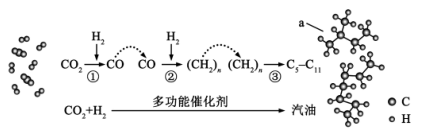 a
H₂ H₂
CO₂ CO CO (CH₂)ₙ (CH₂)ₙ C₅–C₁₁
① ② ③
多功能催化剂
CO₂+H₂ 汽油
C
H